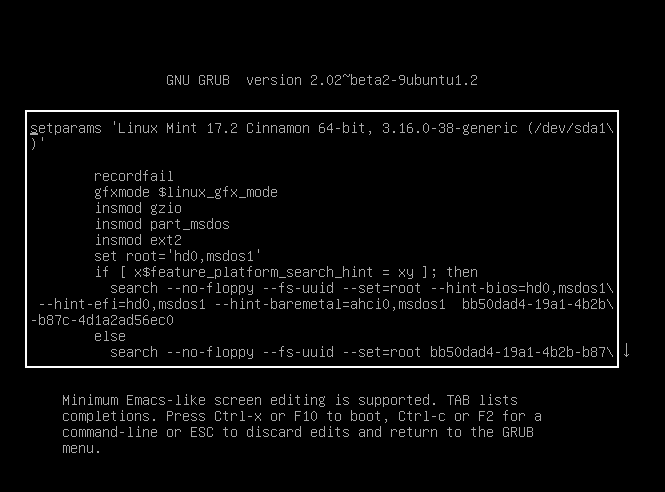 GNU GRUB  version 2.02~beta2-9ubuntu1.2
setparams 'Linux Mint 17.2 Cinnamon 64-bit, 3.16.0-38-generic (/dev/sda1\
)'
recordfail
gfxmode $linux_gfx_mode
insmod gzio
insmod part_msdos
insmod ext2
set root='hd0,msdos1'
if [ x$feature_platform_search_hint = xy ]; then
search --no-floppy --fs-uuid --set=root --hint-bios=hd0,msdos1\
--hint-efi=hd0,msdos1 --hint-baremetal=ahci0,msdos1  bb50dad4-19a1-4b2b\
-b87c-4d1a2ad56ec0
else
search --no-floppy --fs-uuid --set=root bb50dad4-19a1-4b2b-b87\
Minimum Emacs-like screen editing is supported. TAB lists
completions. Press Ctrl-x or F10 to boot, Ctrl-c or F2 for a
command-line or ESC to discard edits and return to the GRUB
menu.